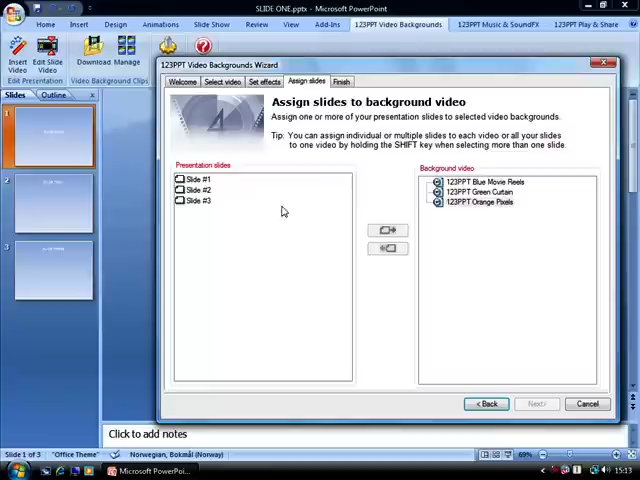 SLIDE ONE.pptx - Microsoft PowerPoint
Home Insert Design Animations Slide Show Review View Add-Ins 123PPT Video Backgrounds 123PPT Music & SoundFX 123PPT Play & Share
Insert Video Edit Slide Video Download Manage
Edit Presentation Video Background Clips
Slides Outline
1
2
3
123PPT Video Backgrounds Wizard
Welcome Select video Set effects Assign slides Finish
Assign slides to background video
Assign one or more of your presentation slides to selected video backgrounds.
Tip: You can assign individual or multiple slides to each video or all your slides
to one video by holding the SHIFT key when selecting more than one slide.
Presentation slides
Slide #1
Slide #2
Slide #3
Background video
123PPT Blue Movie Reels
123PPT Green Curtain
123PPT Orange Pixels
<Back Next> Cancel
Click to add notes
Slide 1 of 3 "Office Theme" Norwegian, Bokmål (Norway) 69%
Microsoft PowerPoi... 15:13